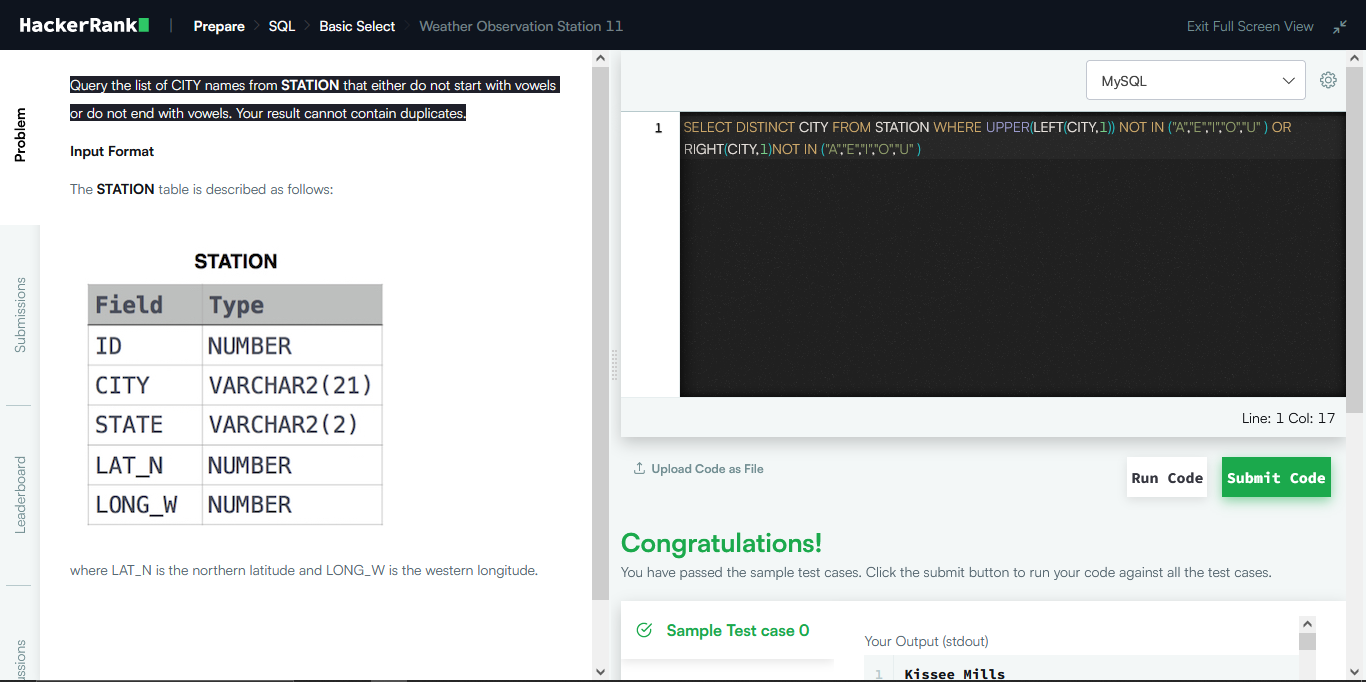 HackerRank | Prepare > SQL > Basic Select > Weather Observation Station 11
Exit Full Screen View
Problem
Submissions
Leaderboard
ssions
Query the list of CITY names from STATION that either do not start with vowels
or do not end with vowels. Your result cannot contain duplicates.
Input Format
The STATION table is described as follows:
STATION
Field Type
ID NUMBER
CITY VARCHAR2(21)
STATE VARCHAR2(2)
LAT_N NUMBER
LONG_W NUMBER
where LAT_N is the northern latitude and LONG_W is the western longitude.
MySQL
1 SELECT DISTINCT CITY FROM STATION WHERE UPPER(LEFT(CITY,1)) NOT IN ("A","E","I","O","U" ) OR
RIGHT(CITY,1)NOT IN ("A","E","I","O","U" )
Line: 1 Col: 17
Upload Code as File
Run Code
Submit Code
Congratulations!
You have passed the sample test cases. Click the submit button to run your code against all the test cases.
Sample Test case 0
Your Output (stdout)
1 Kissee Mills